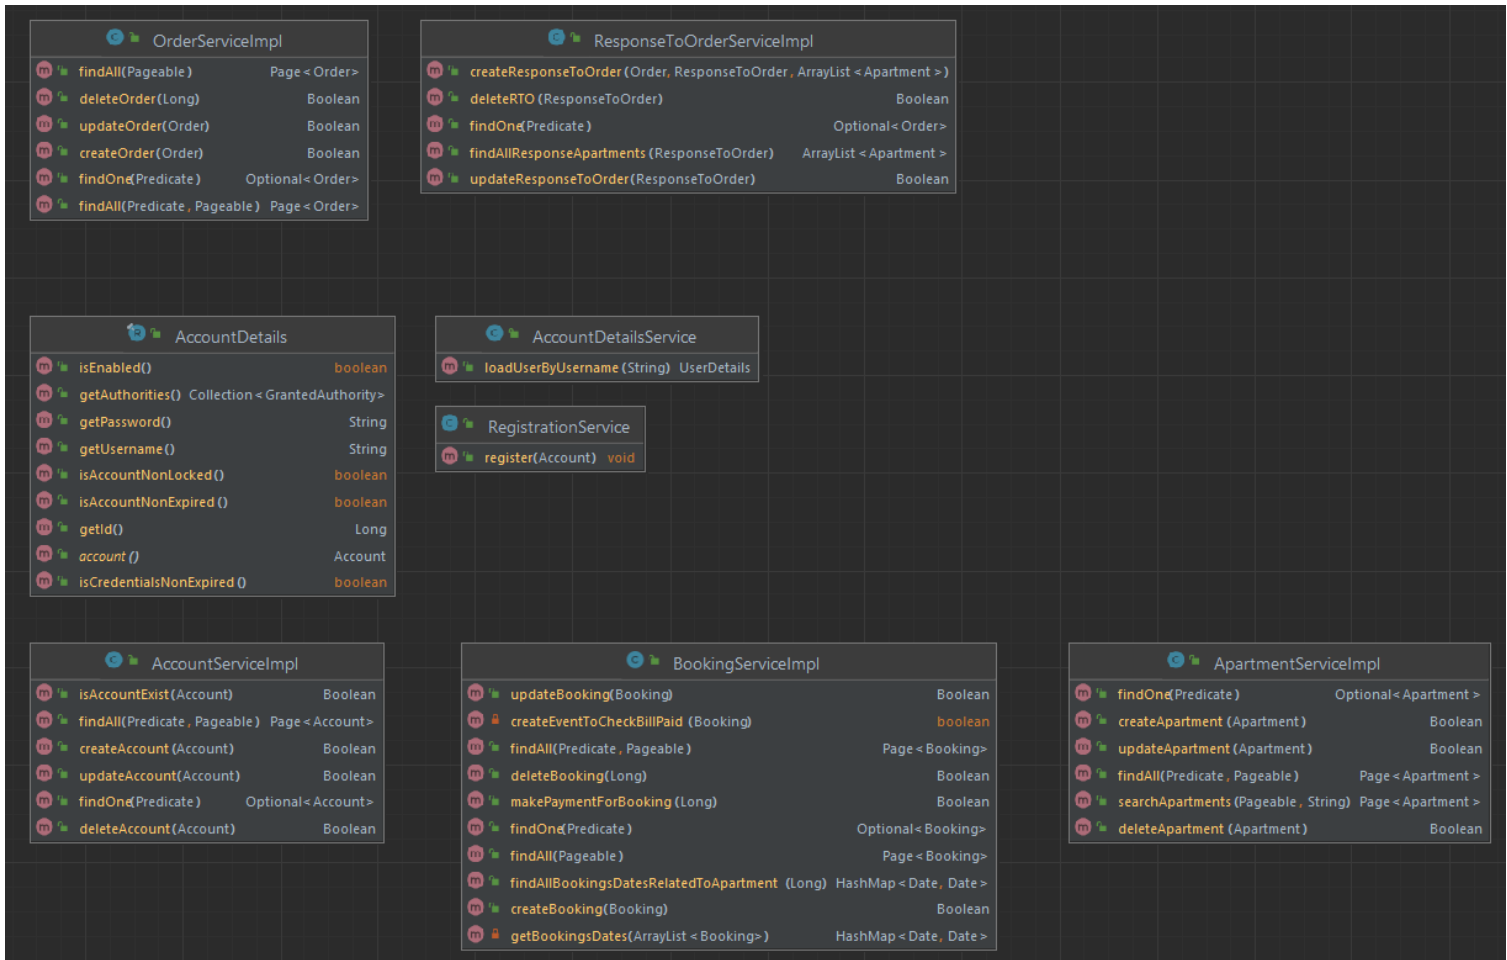 OrderServiceImpl
findAll(Pageable) Page<Order>
deleteOrder(Long) Boolean
updateOrder(Order) Boolean
createOrder(Order) Boolean
findOne(Predicate) Optional<Order>
findAll(Predicate, Pageable) Page<Order>
ResponseToOrderServiceImpl
createResponseToOrder(Order, ResponseToOrder, ArrayList<Apartment>)
deleteRTO(ResponseToOrder) Boolean
findOne(Predicate) Optional<Order>
findAllResponseApartments(ResponseToOrder) ArrayList<Apartment>
updateResponseToOrder(ResponseToOrder) Boolean
AccountDetails
isEnabled() boolean
getAuthorities() Collection<GrantedAuthority>
getPassword() String
getUsername() String
isAccountNonLocked() boolean
isAccountNonExpired() boolean
getId() Long
account() Account
isCredentialsNonExpired() boolean
AccountDetailsService
loadUserByUsername(String) UserDetails
RegistrationService
register(Account) void
AccountServiceImpl
isAccountExist(Account) Boolean
findAll(Predicate, Pageable) Page<Account>
createAccount(Account) Boolean
updateAccount(Account) Boolean
findOne(Predicate) Optional<Account>
deleteAccount(Account) Boolean
BookingServiceImpl
updateBooking(Booking) Boolean
createEventToCheckBillPaid(Booking) boolean
findAll(Predicate, Pageable) Page<Booking>
deleteBooking(Long) Boolean
makePaymentForBooking(Long) Boolean
findOne(Predicate) Optional<Booking>
findAll(Pageable) Page<Booking>
findAllBookingsDatesRelatedToApartment(Long) HashMap<Date, Date>
createBooking(Booking) Boolean
getBookingsDates(ArrayList<Booking>) HashMap<Date, Date>
ApartmentServiceImpl
findOne(Predicate) Optional<Apartment>
createApartment(Apartment) Boolean
updateApartment(Apartment) Boolean
findAll(Predicate, Pageable) Page<Apartment>
searchApartments(Pageable, String) Page<Apartment>
deleteApartment(Apartment) Boolean